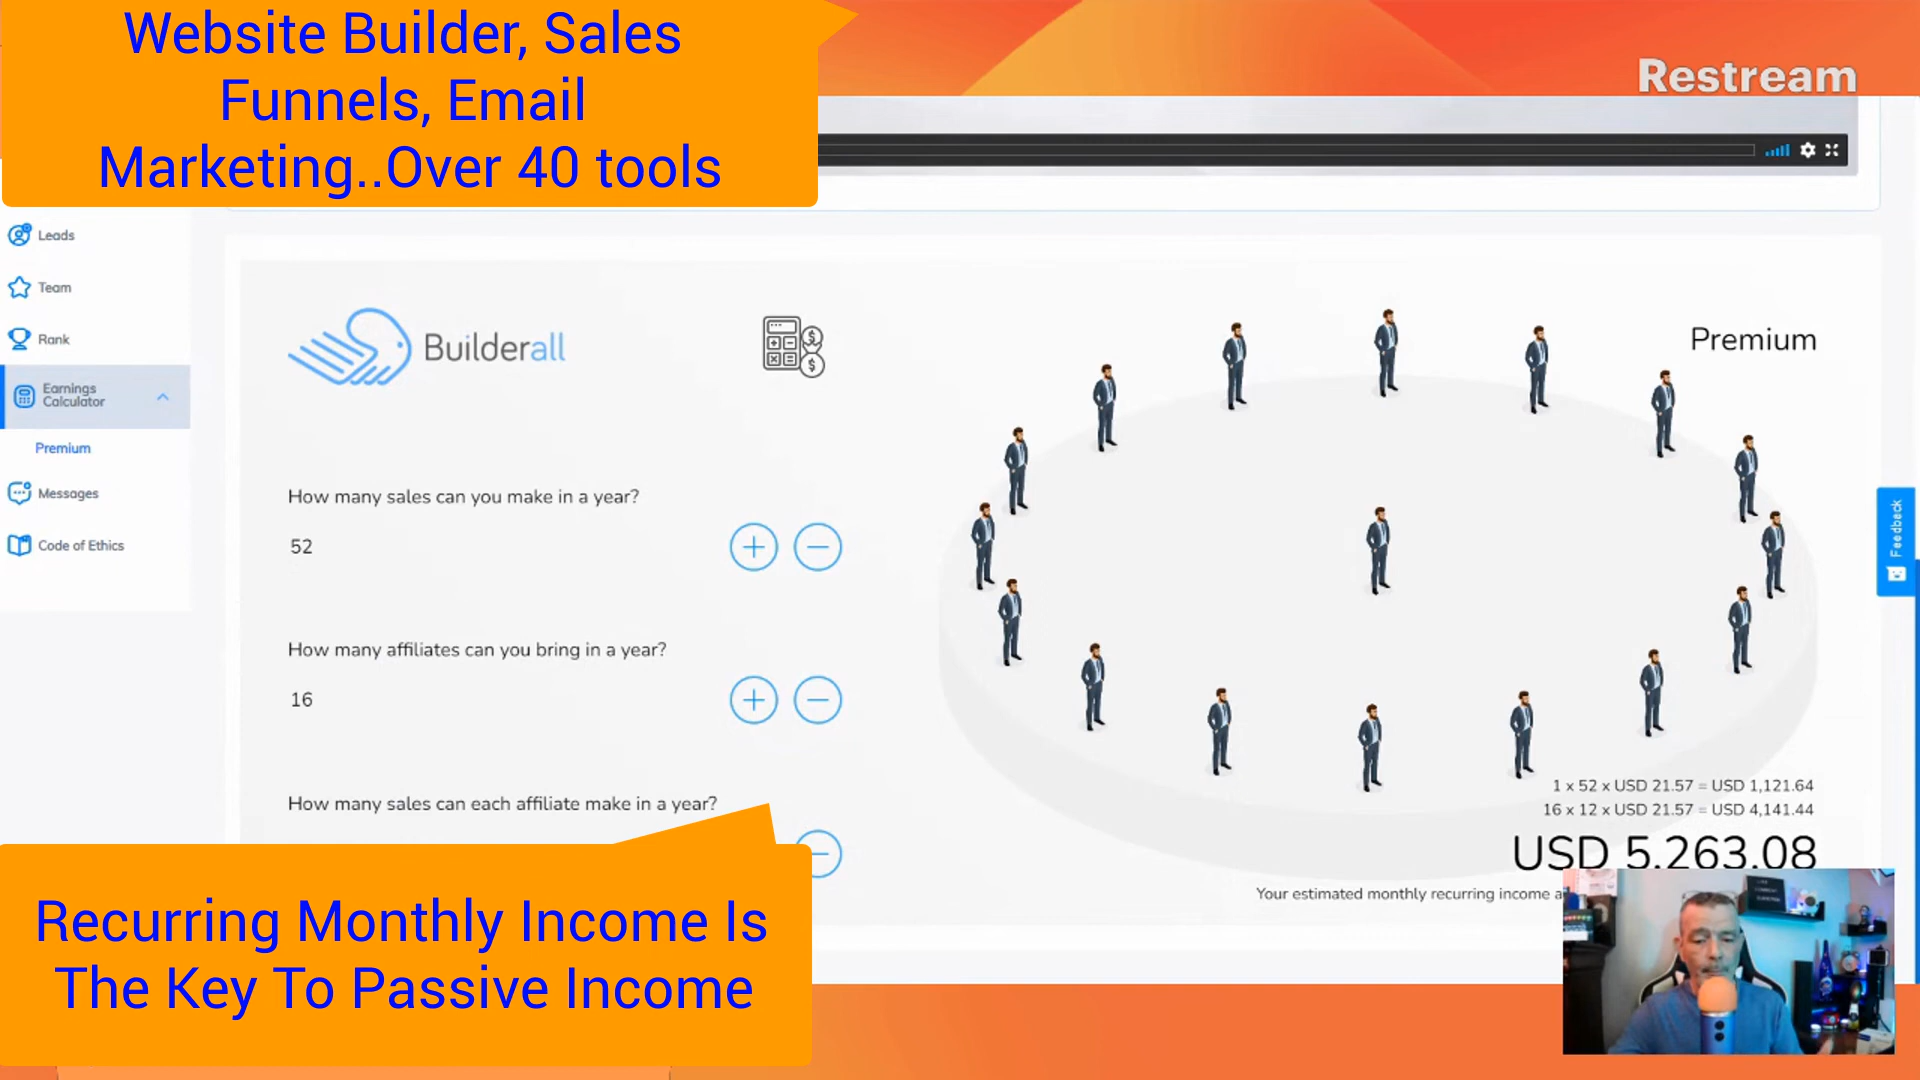 Website Builder, Sales
Funnels, Email
Marketing..Over 40 tools
Restream
Leads
Team
Rank
Earnings
Calculator
Premium
Messages
Code of Ethics
Builderall
Premium
How many sales can you make in a year?
52
How many affiliates can you bring in a year?
16
How many sales can each affiliate make in a year?
1 x 52 x USD 21.57 = USD 1,121.64
16 x 12 x USD 21.57 = USD 4,141.44
USD 5,263.08
Your estimated monthly recurring income
Feedback
Recurring Monthly Income Is
The Key To Passive Income